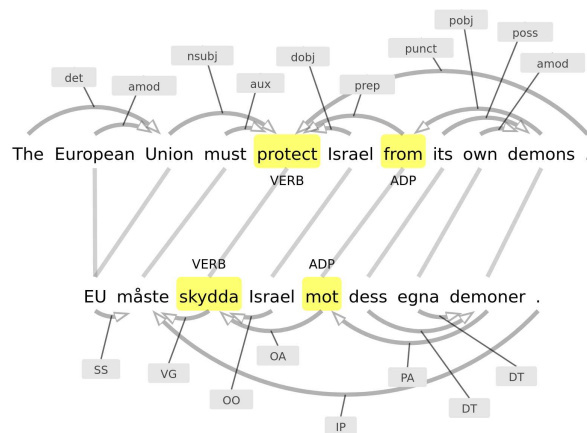 pobj
nsubj dobj punct poss
det amod aux prep amod
The European Union must protect Israel from its own demons .
VERB ADP
VERB ADP
EU måste skydda Israel mot dess egna demoner .
SS VG OA PA DT
OO DT
IP